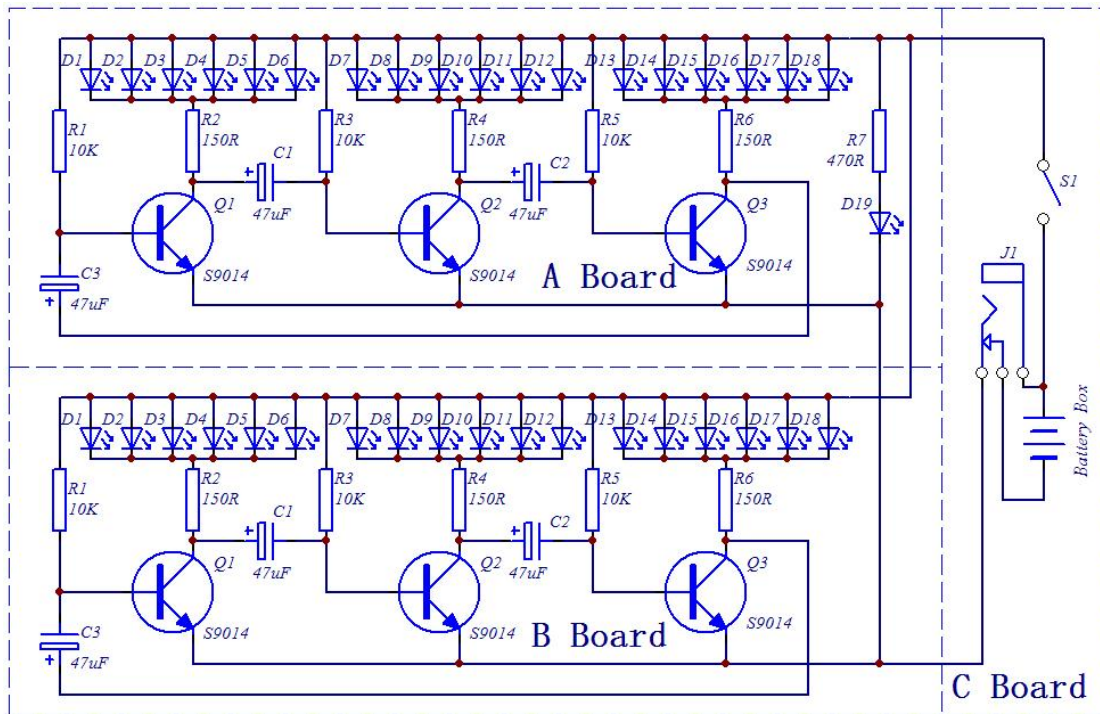 D1 D2 D3 D4 D5 D6 D7 D8 D9 D10 D11 D12 D13 D14 D15 D16 D17 D18
R1
10K
R2
150R
C1
+
47uF
R3
10K
R4
150R
C2
+
47uF
R5
10K
R6
150R
R7
470R
D19
Q1
S9014
Q2
S9014
Q3
S9014
C3
47uF
+
A Board
S1
J1
Battery Box
D1 D2 D3 D4 D5 D6 D7 D8 D9 D10 D11 D12 D13 D14 D15 D16 D17 D18
R1
10K
R2
150R
C1
+
47uF
R3
10K
R4
150R
C2
+
47uF
R5
10K
R6
150R
Q1
S9014
Q2
S9014
Q3
S9014
C3
47uF
+
B Board
C Board